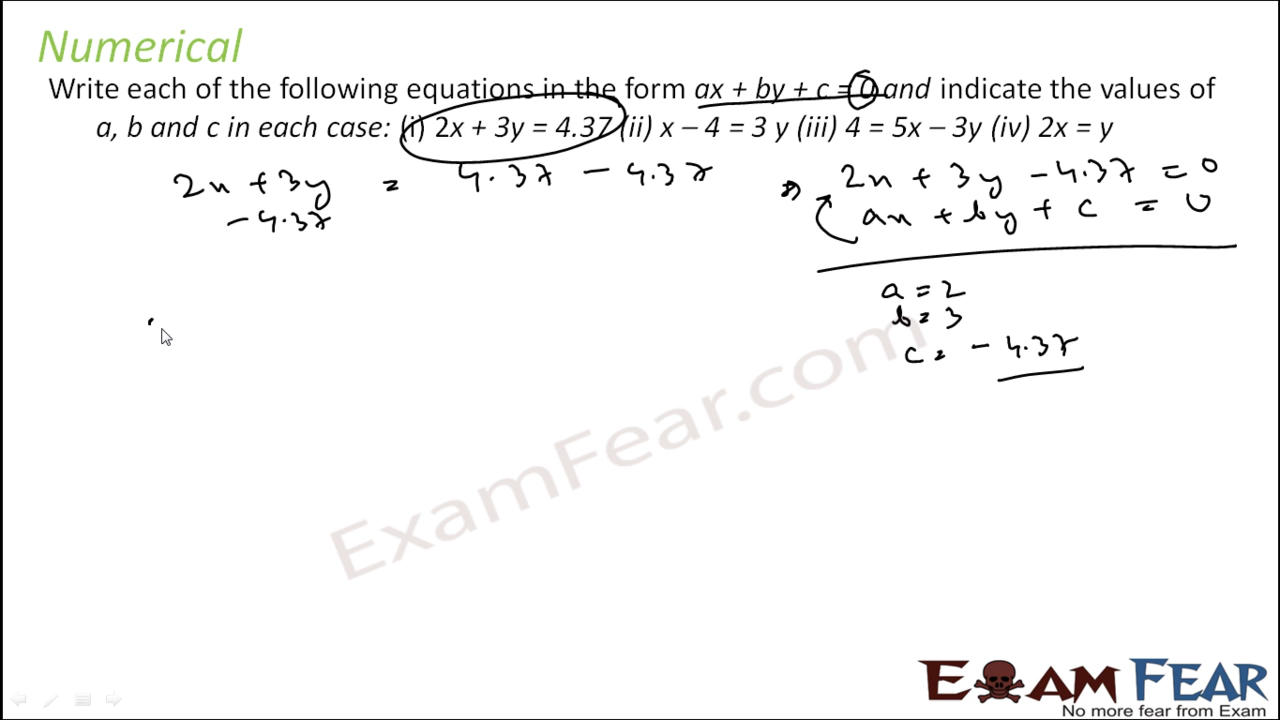 Numerical
Write each of the following equations in the form ax + by + c = 0 and indicate the values of
a, b and c in each case: (i) 2x + 3y = 4.37 (ii) x – 4 = 3 y (iii) 4 = 5x – 3y (iv) 2x = y
2x + 3y = 4.37 - 4.37 ⇒ 2x + 3y - 4.37 = 0
- 4.37 ax + by + c = 0
a = 2
b = 3
c = - 4.37
ExamFear.com
EXAM FEAR
No more fear from Exam